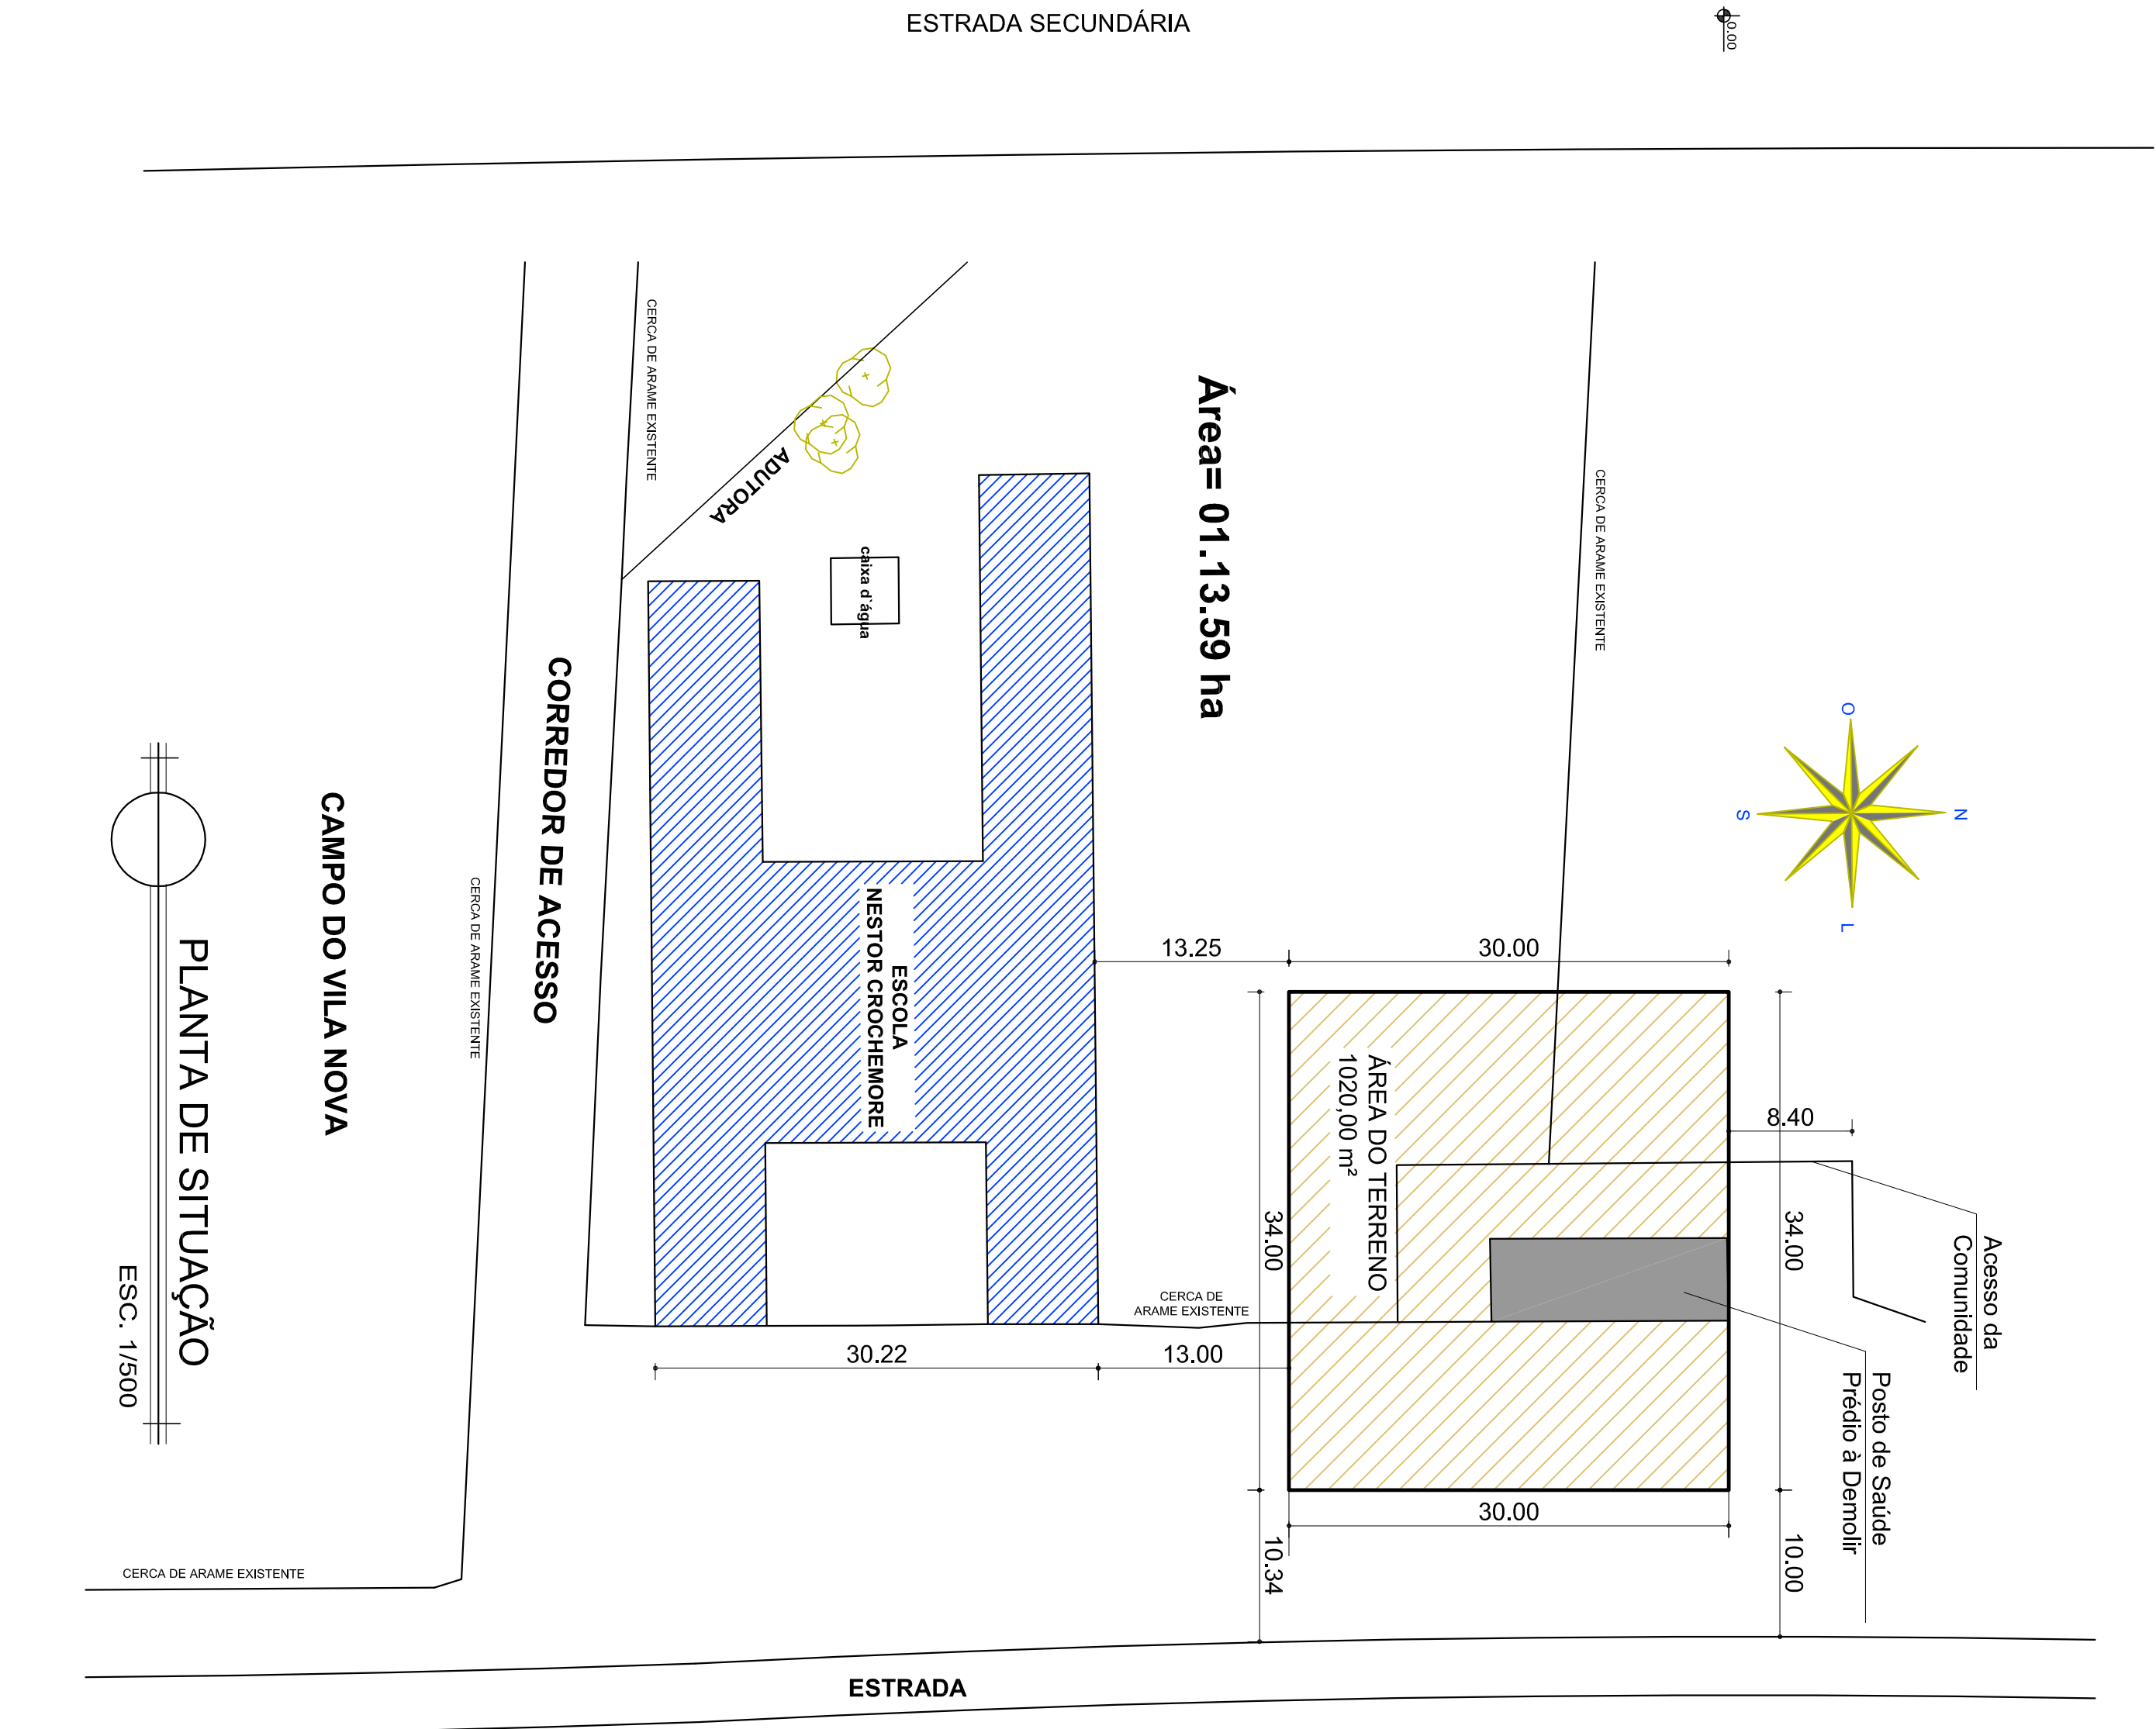 ESTRADA SECUNDÁRIA
0.00
CERCA DE ARAME EXISTENTE
ADUTORA
caixa d`água
Área= 01.13.59 ha
CERCA DE ARAME EXISTENTE
O
N
S
L
CORREDOR DE ACESSO
CAMPO DO VILA NOVA
CERCA DE ARAME EXISTENTE
ESCOLA
NESTOR CROCHEMORE
13.25
30.00
ÁREA DO TERRENO
1020,00 m²
8.40
34.00
34.00
Acesso da
Comunidade
Posto de Saúde
Prédio à Demolir
CERCA DE
ARAME EXISTENTE
30.22
13.00
30.00
10.34
10.00
PLANTA DE SITUAÇÃO
ESC. 1/500
CERCA DE ARAME EXISTENTE
ESTRADA